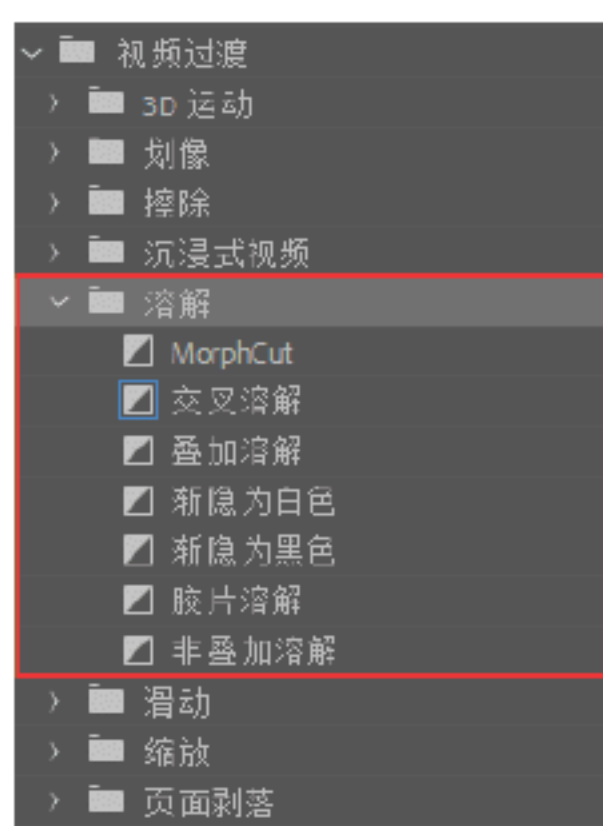 视频过渡
3D 运动
划像
擦除
沉浸式视频
溶解
MorphCut
交叉溶解
叠加溶解
渐隐为白色
渐隐为黑色
胶片溶解
非叠加溶解
滑动
缩放
页面剥落